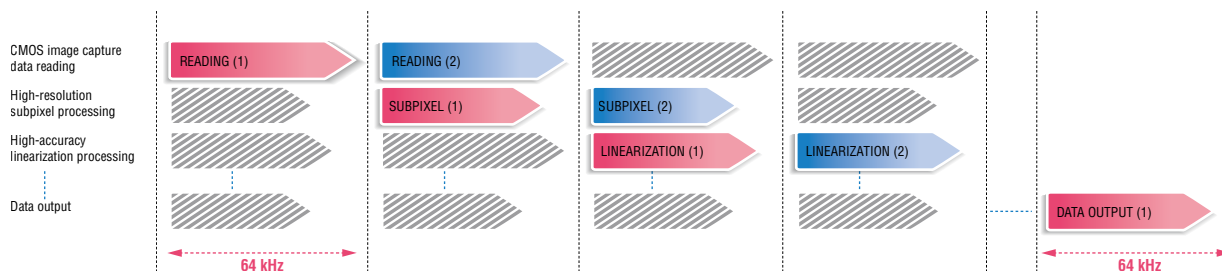 CMOS image capture
data reading
READING (1)
READING (2)
High-resolution
subpixel processing
SUBPIXEL (1)
SUBPIXEL (2)
High-accuracy
linearization processing
LINEARIZATION (1)
LINEARIZATION (2)
Data output
DATA OUTPUT (1)
64 kHz
64 kHz